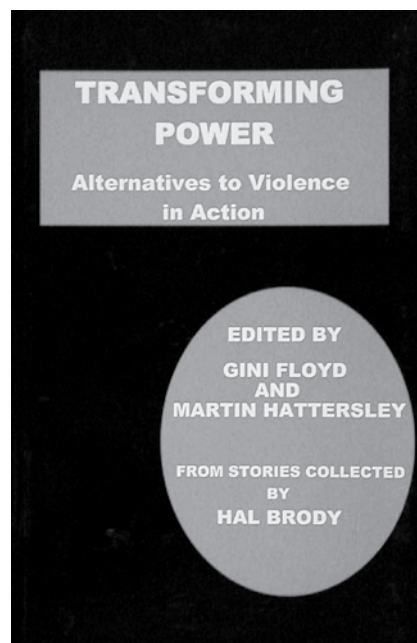 TRANSFORMING
POWER
Alternatives to Violence
in Action
EDITED BY
GINI FLOYD
AND
MARTIN HATTERSLEY
FROM STORIES COLLECTED
BY
HAL BRODY